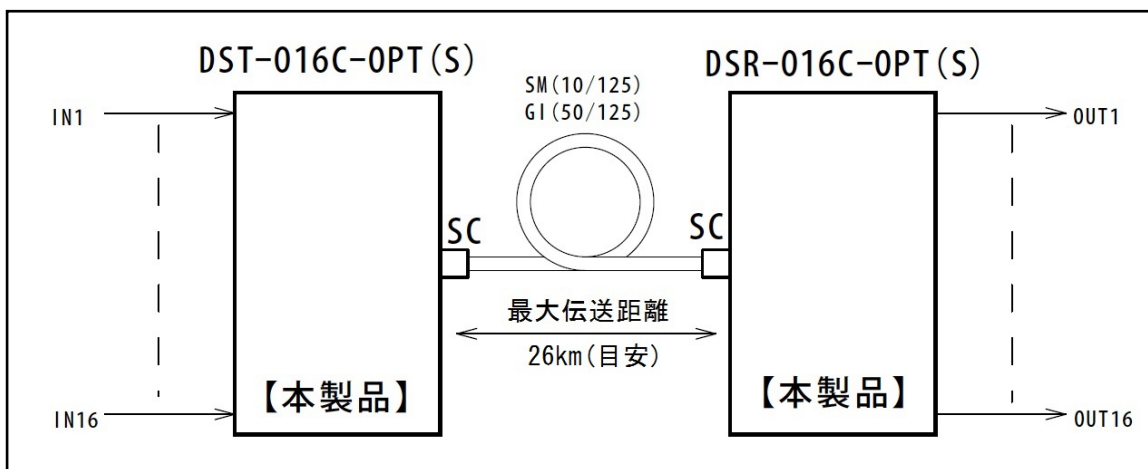 DST-016C-OPT(S)
DSR-016C-OPT(S)
SM(10/125)
GI(50/125)
IN1
OUT1
SC
SC
最大伝送距離
26km(目安)
【本製品】
【本製品】
IN16
OUT16